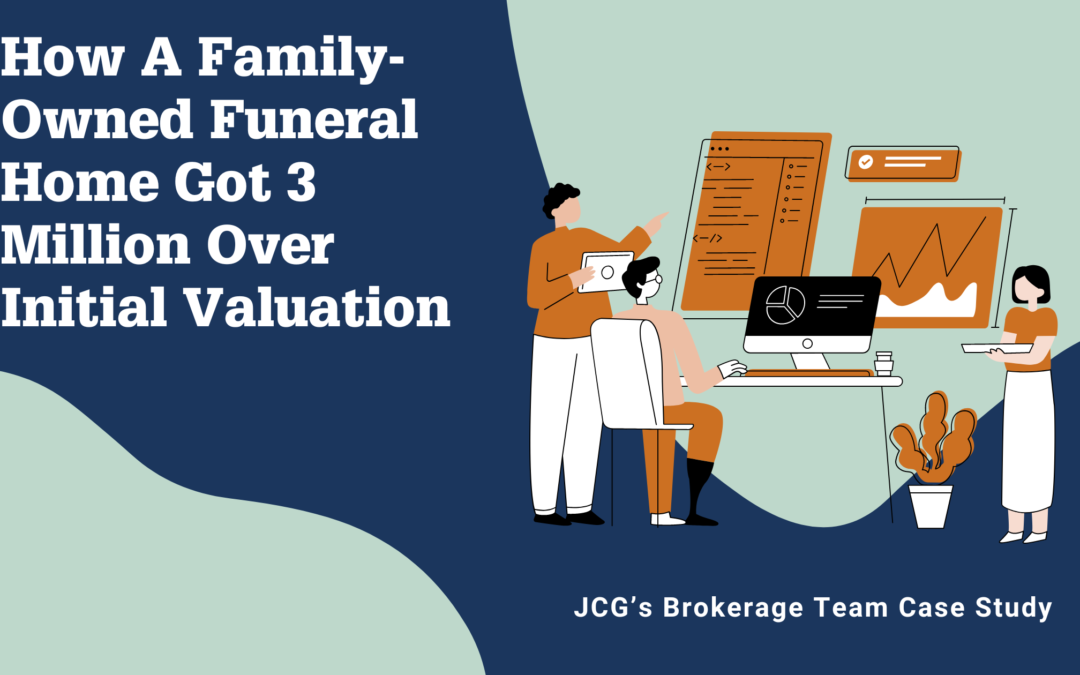 How A Family-
Owned Funeral
Home Got 3
Million Over
Initial Valuation
<-->
<-/>
JCG’s Brokerage Team Case Study